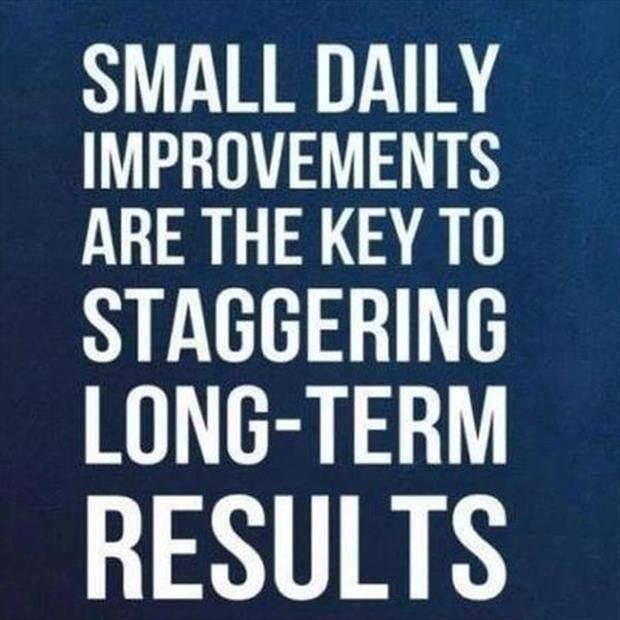 SMALL DAILY
IMPROVEMENTS
ARE THE KEY TO
STAGGERING
LONG-TERM
RESULTS